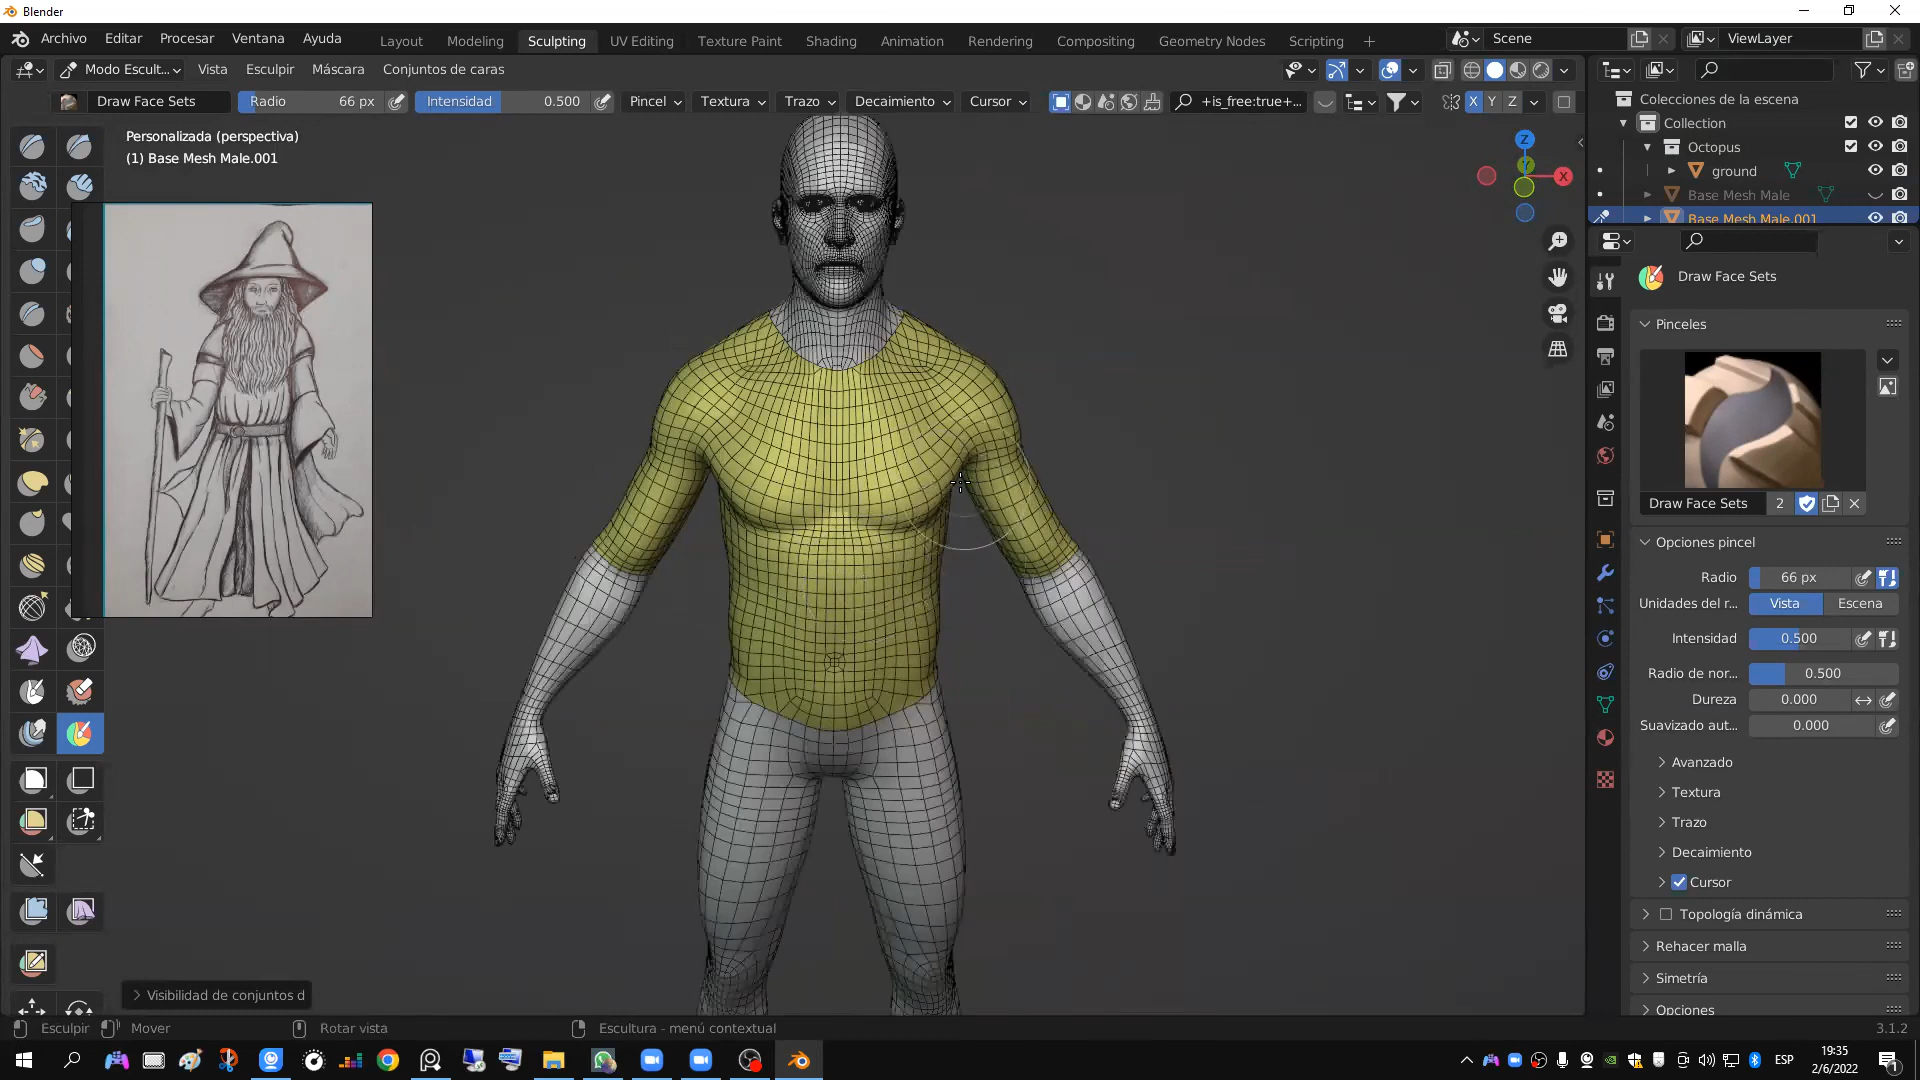 Blender
Archivo Editar Procesar Ventana Ayuda Layout Modeling Sculpting UV Editing Texture Paint Shading Animation Rendering Compositing Geometry Nodes Scripting Scene ViewLayer
Modo Escult... Vista Esculpir Máscara Conjuntos de caras
Draw Face Sets Radio 66 px Intensidad 0.500 Pincel Textura Trazo Decaimiento Cursor +is_free:true+... X Y Z
Personalizada (perspectiva)
(1) Base Mesh Male.001
Z
Y
X
Colecciones de la escena
Collection
Octopus
ground
Base Mesh Male
Base Mesh Male.001
Draw Face Sets
Pinceles
Draw Face Sets 2
Opciones pincel
Radio 66 px
Unidades del r... Vista Escena
Intensidad 0.500
Radio de nor... 0.500
Dureza 0.000
Suavizado aut... 0.000
Avanzado
Textura
Trazo
Decaimiento
Cursor
Topología dinámica
Rehacer malla
Simetría
Opciones
Visibilidad de conjuntos d
Esculpir Mover Rotar vista Escultura - menú contextual 3.1.2
ESP 19:35
2/6/2022 1